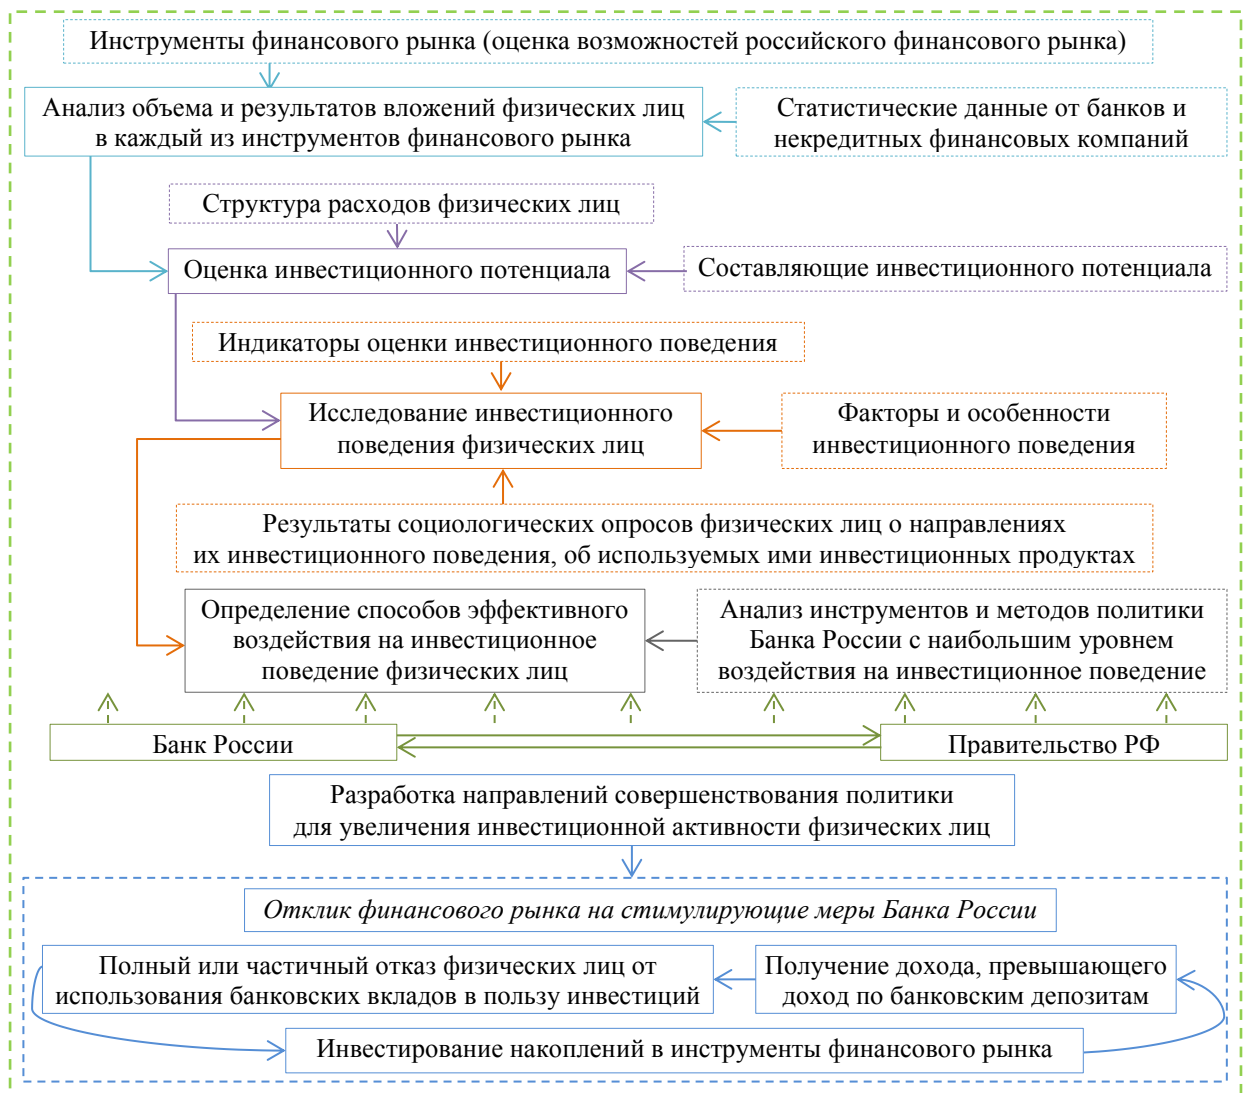 Инструменты финансового рынка (оценка возможностей российского финансового рынка)
Анализ объема и результатов вложений физических лиц
в каждый из инструментов финансового рынка
Статистические данные от банков и
некредитных финансовых компаний
Структура расходов физических лиц
Оценка инвестиционного потенциала
Составляющие инвестиционного потенциала
Индикаторы оценки инвестиционного поведения
Исследование инвестиционного
поведения физических лиц
Факторы и особенности
инвестиционного поведения
Результаты социологических опросов физических лиц о направлениях
их инвестиционного поведения, об используемых ими инвестиционных продуктах
Определение способов эффективного
воздействия на инвестиционное
поведение физических лиц
Анализ инструментов и методов политики
Банка России с наибольшим уровнем
воздействия на инвестиционное поведение
Банк России
Правительство РФ
Разработка направлений совершенствования политики
для увеличения инвестиционной активности физических лиц
Отклик финансового рынка на стимулирующие меры Банка России
Полный или частичный отказ физических лиц от
использования банковских вкладов в пользу инвестиций
Получение дохода, превышающего
доход по банковским депозитам
Инвестирование накоплений в инструменты финансового рынка